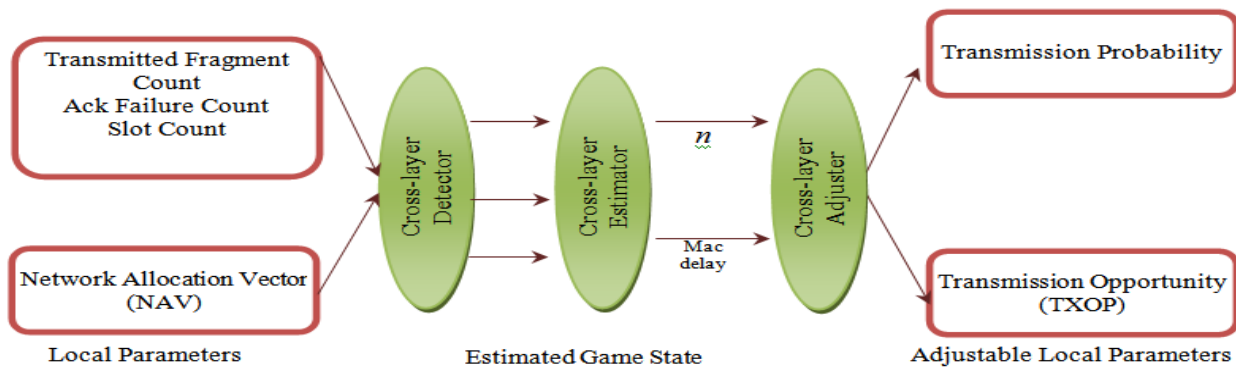 Transmitted Fragment
Count
Ack Failure Count
Slot Count
Network Allocation Vector
(NAV)
Local Parameters
Cross-layer
Detector
Cross-layer
Estimator
n
Mac
delay
Estimated Game State
Cross-layer
Adjuster
Transmission Probability
Transmission Opportunity
(TXOP)
Adjustable Local Parameters